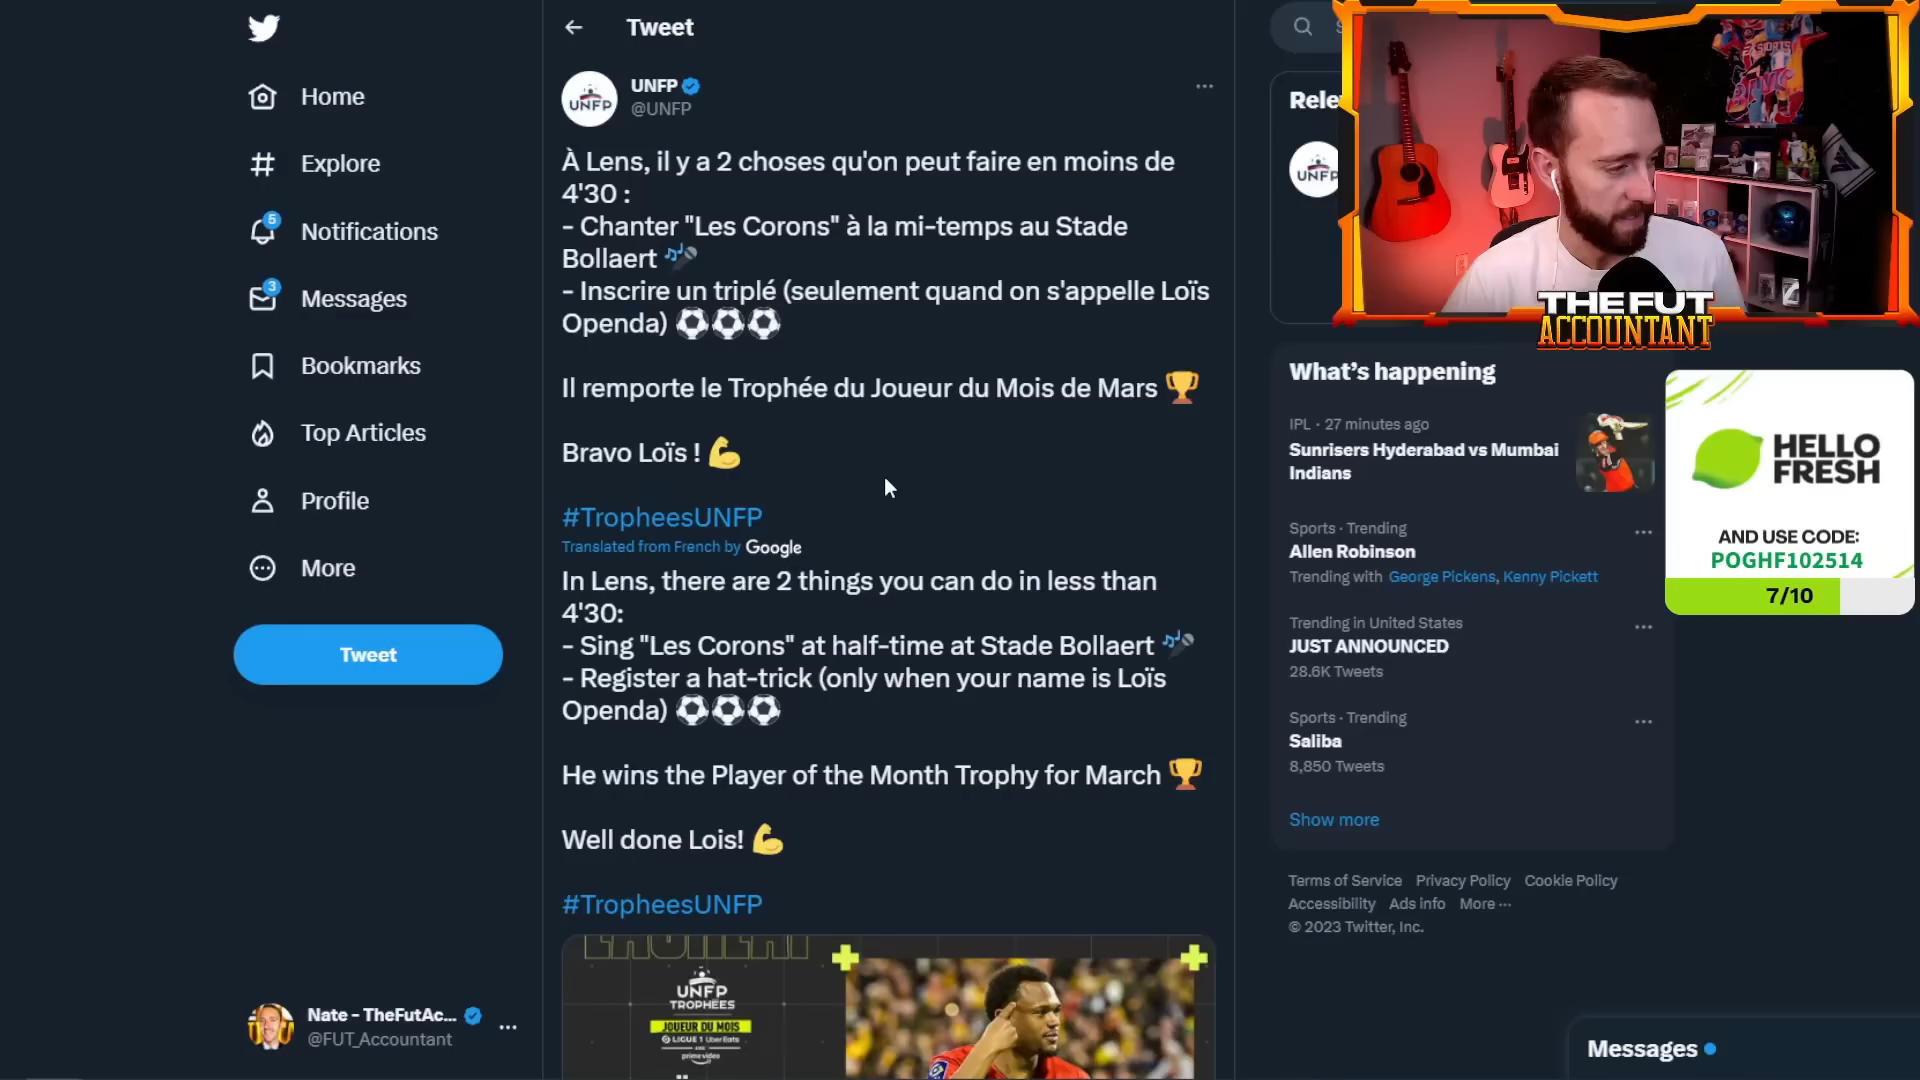 Home
Explore
5
Notifications
3
Messages
Bookmarks
Top Articles
Profile
More
Tweet
Nate - TheFutAc...
@FUT_Accountant
Tweet
UNFP
UNFP
@UNFP
À Lens, il y a 2 choses qu'on peut faire en moins de
4'30 :
- Chanter "Les Corons" à la mi-temps au Stade
Bollaert
- Inscrire un triplé (seulement quand on s'appelle Loïs
Openda)
Il remporte le Trophée du Joueur du Mois de Mars
Bravo Loïs !
#TropheesUNFP
Translated from French by Google
In Lens, there are 2 things you can do in less than
4'30:
- Sing "Les Corons" at half-time at Stade Bollaert
- Register a hat-trick (only when your name is Loïs
Openda)
He wins the Player of the Month Trophy for March
Well done Lois!
#TropheesUNFP
UNFP
TROPHÉES
JOUEUR DU MOIS
LIGUE 1 Uber Eats
prime video
Rele
UNFP
THE FUT
ACCOUNTANT
What's happening
IPL · 27 minutes ago
Sunrisers Hyderabad vs Mumbai
Indians
Sports · Trending
Allen Robinson
Trending with George Pickens, Kenny Pickett
Trending in United States
JUST ANNOUNCED
28.6K Tweets
Sports · Trending
Saliba
8,850 Tweets
Show more
Terms of Service Privacy Policy Cookie Policy
Accessibility Ads info More ···
© 2023 Twitter, Inc.
HELLO
FRESH
AND USE CODE:
POGHF102514
7/10
Messages